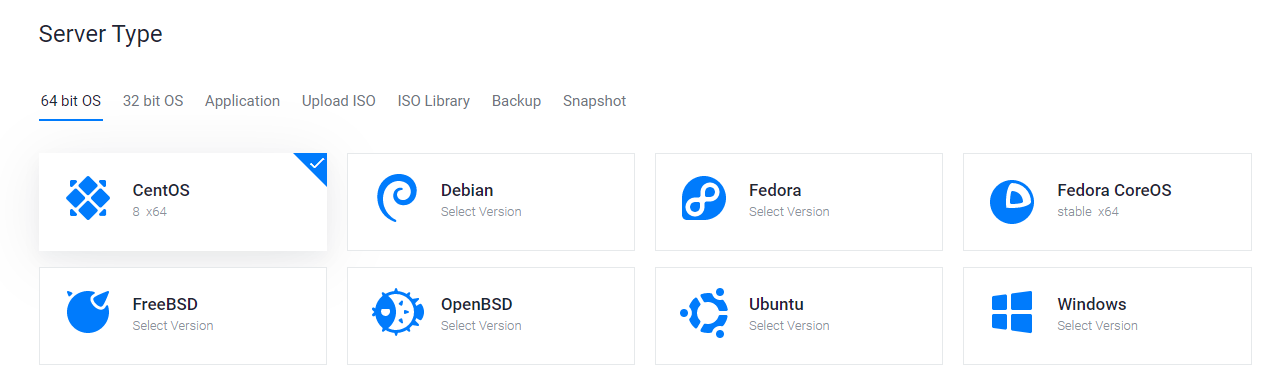 Server Type
64 bit OS 32 bit OS Application Upload ISO ISO Library Backup Snapshot
CentOS
8 x64
Debian
Select Version
Fedora
Select Version
Fedora CoreOS
stable x64
FreeBSD
Select Version
OpenBSD
Select Version
Ubuntu
Select Version
Windows
Select Version